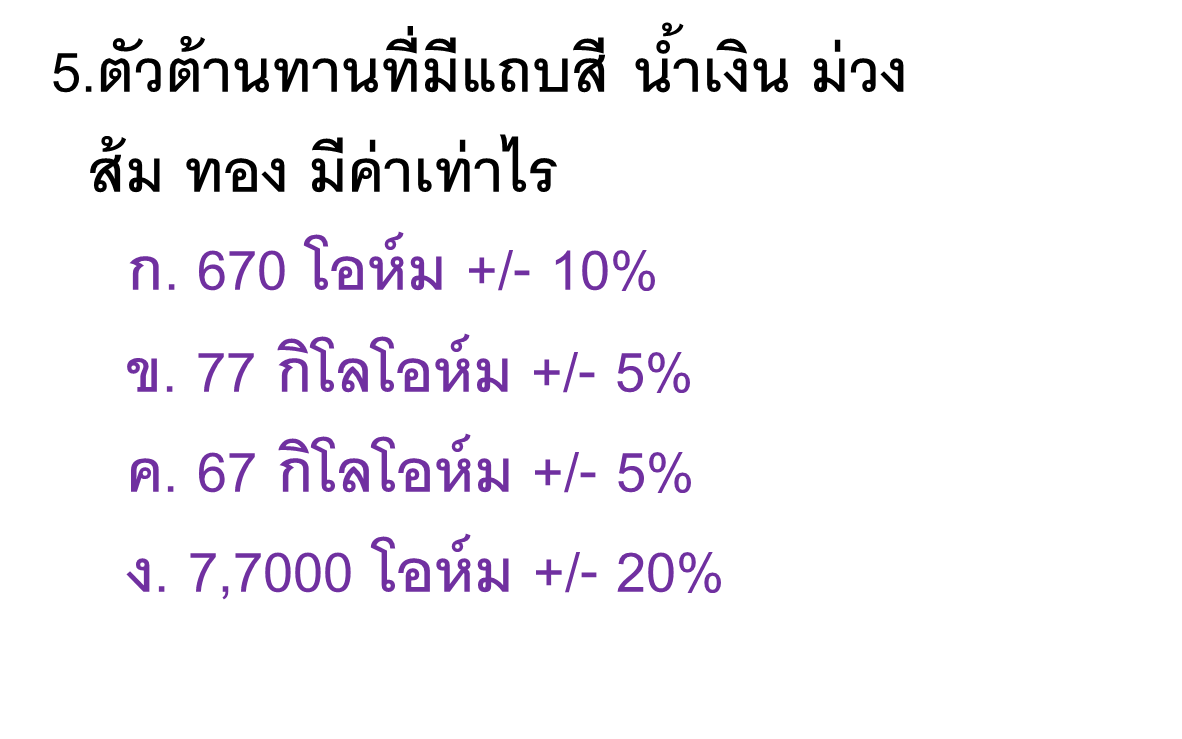 5.ตัวต้านทานที่มีแถบสี น้ำเงิน ม่วง
ส้ม ทอง มีค่าเท่าไร
ก. 670 โอห์ม +/- 10%
ข. 77 กิโลโอห์ม +/- 5%
ค. 67 กิโลโอห์ม +/- 5%
ง. 7,7000 โอห์ม +/- 20%